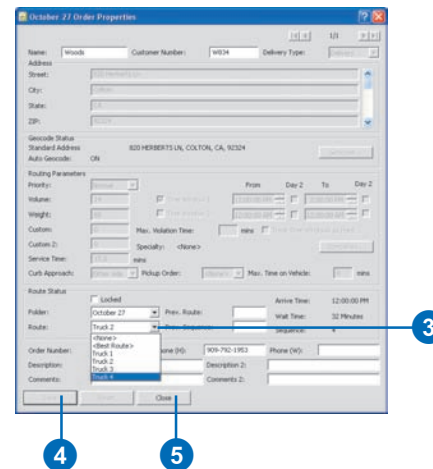 October 27 Order Properties
1/1
Name: Woods Customer Number: W834 Delivery Type:
Address
Street:
City:
State: CA
ZIP:
Geocode Status
Standard Address 820 HERBERTS LN, COLTON, CA, 92324
Auto Geocode: ON
Routing Parameters
Priority: From Day 2 To Day 2
Volume:
Weight:
Custom: Max. Violation Time: mins
Custom 2: Specialty: <None>
Service Time: mins
Curb Approach: Pickup Order: Max. Time on Vehicle: mins
Route Status
Locked Arrive Time: 12:00:00 PM
Folder: October 27 Prev. Route: Wait Time: 32 Minutes
Route: Truck 2 Sequence: 4
3
<None>
<Best Route>
Truck 1
Truck 2
Truck 3
Truck 4
Order Number: Phone (H): 909-792-1953 Phone (W):
Description: Description 2:
Comments: Comments 2:
Close
4
5